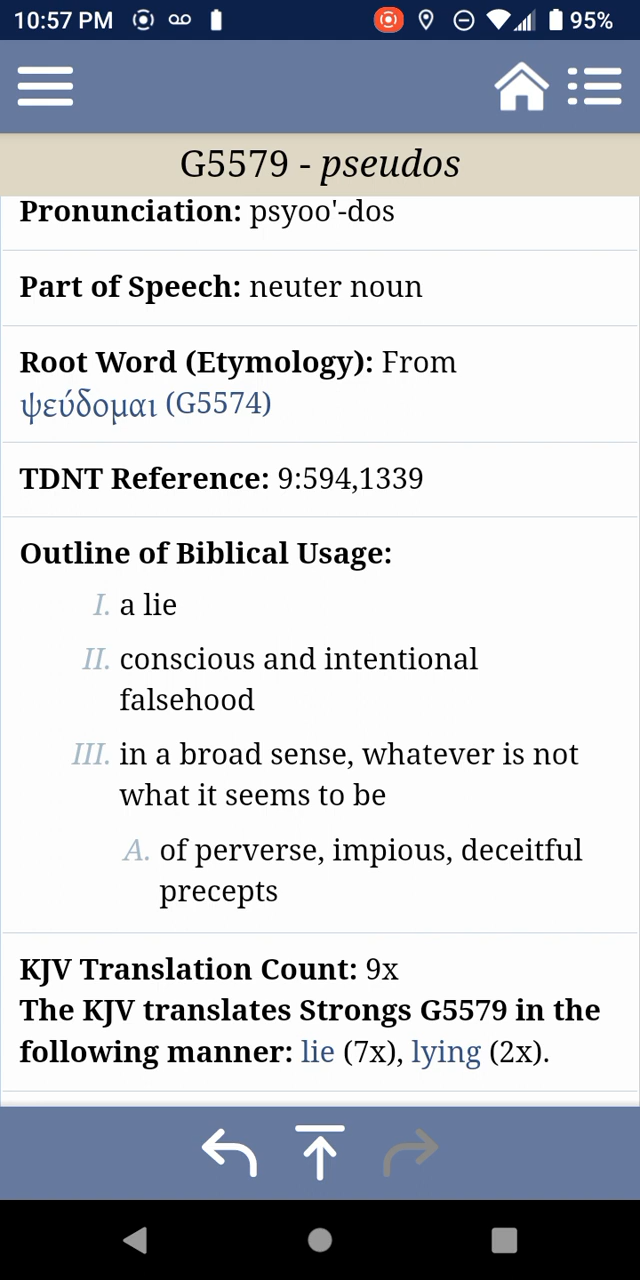 10:57 PM 95%
G5579 - pseudos
Pronunciation: psyoo'-dos
Part of Speech: neuter noun
Root Word (Etymology): From
ψεύδομαι (G5574)
TDNT Reference: 9:594,1339
Outline of Biblical Usage:
I. a lie
II. conscious and intentional
falsehood
III. in a broad sense, whatever is not
what it seems to be
A. of perverse, impious, deceitful
precepts
KJV Translation Count: 9x
The KJV translates Strongs G5579 in the
following manner: lie (7x), lying (2x).